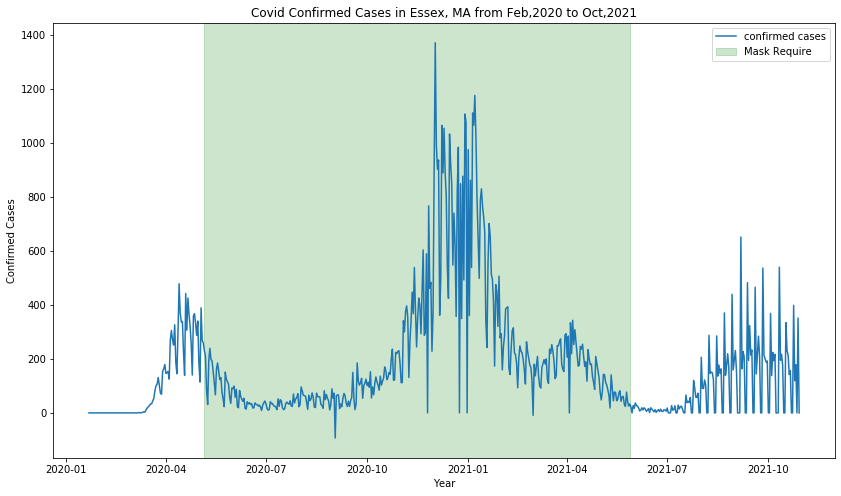 Covid Confirmed Cases in Essex, MA from Feb,2020 to Oct,2021
confirmed cases
Mask Require
Confirmed Cases
1400
1200
1000
800
600
400
200
0
2020-01 2020-04 2020-07 2020-10 2021-01 2021-04 2021-07 2021-10
Year